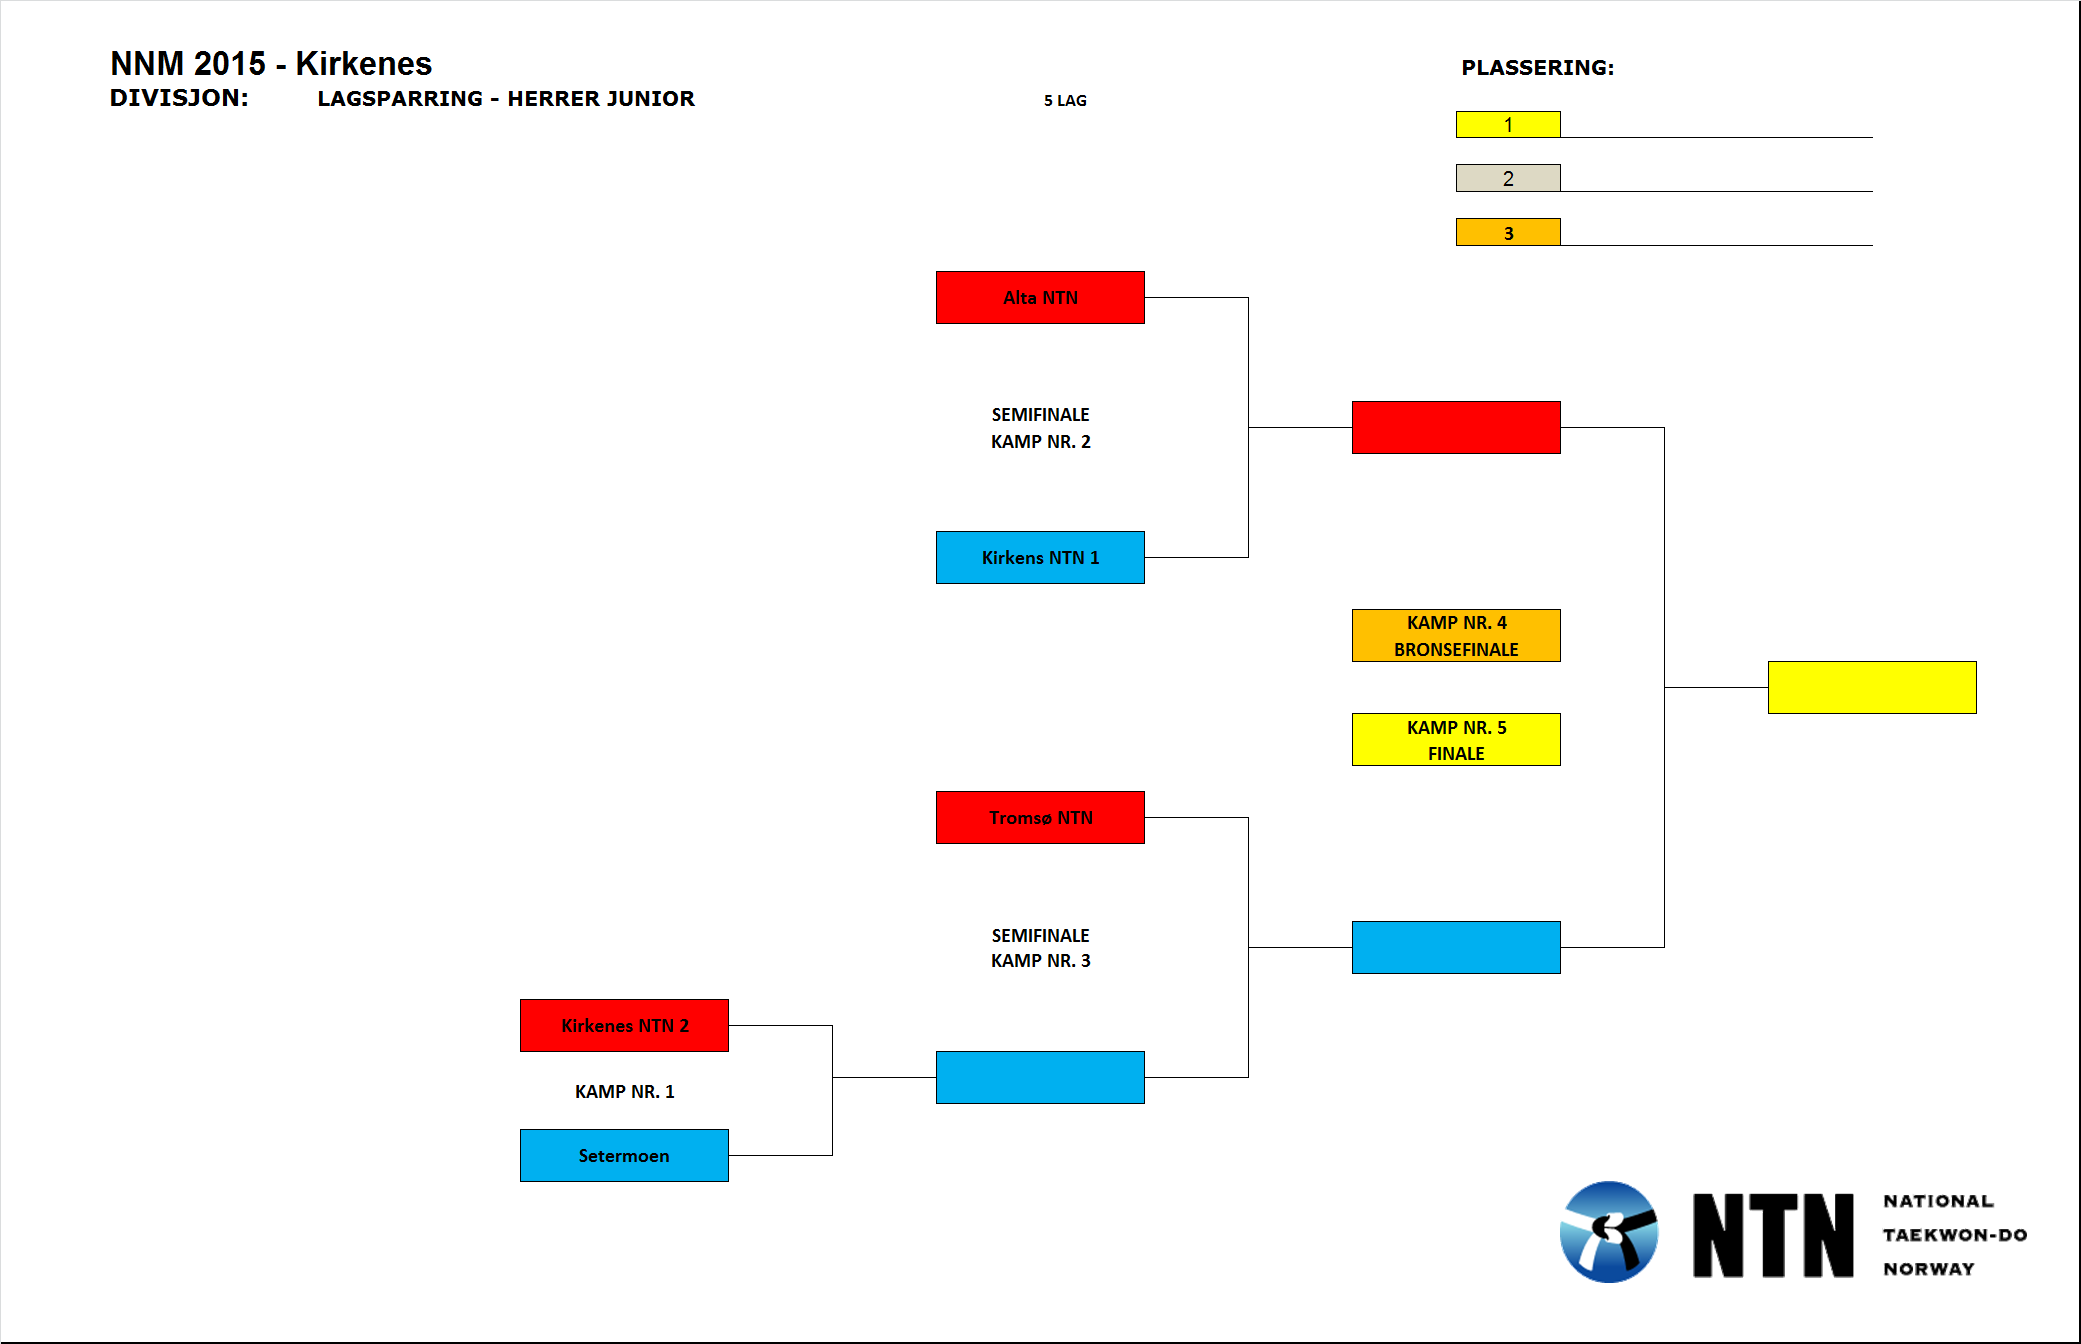 NNM 2015 - Kirkenes
DIVISJON: LAGSPARRING - HERRER JUNIOR
5 LAG
PLASSERING:
1
2
3
Alta NTN
SEMIFINALE
KAMP NR. 2
Kirkens NTN 1
KAMP NR. 4
BRONSEFINALE
KAMP NR. 5
FINALE
Tromsø NTN
SEMIFINALE
KAMP NR. 3
Kirkenes NTN 2
KAMP NR. 1
Setermoen
NTN
NATIONAL
TAEKWON-DO
NORWAY